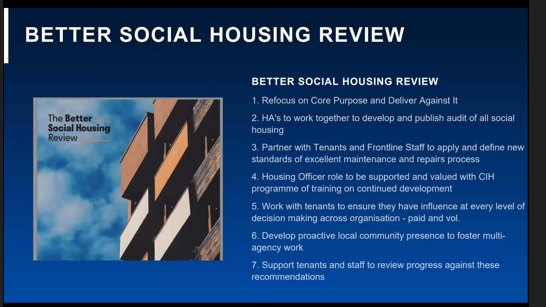 BETTER SOCIAL HOUSING REVIEW
The Better
Social Housing
Review
BETTER SOCIAL HOUSING REVIEW
1. Refocus on Core Purpose and Deliver Against It
2. HA's to work together to develop and publish audit of all social
housing
3. Partner with Tenants and Frontline Staff to apply and define new
standards of excellent maintenance and repairs process
4. Housing Officer role to be supported and valued with CIH
programme of training on continued development
5. Work with tenants to ensure they have influence at every level of
decision making across organisation - paid and vol.
6. Develop proactive local community presence to foster multi-
agency work
7. Support tenants and staff to review progress against these
recommendations